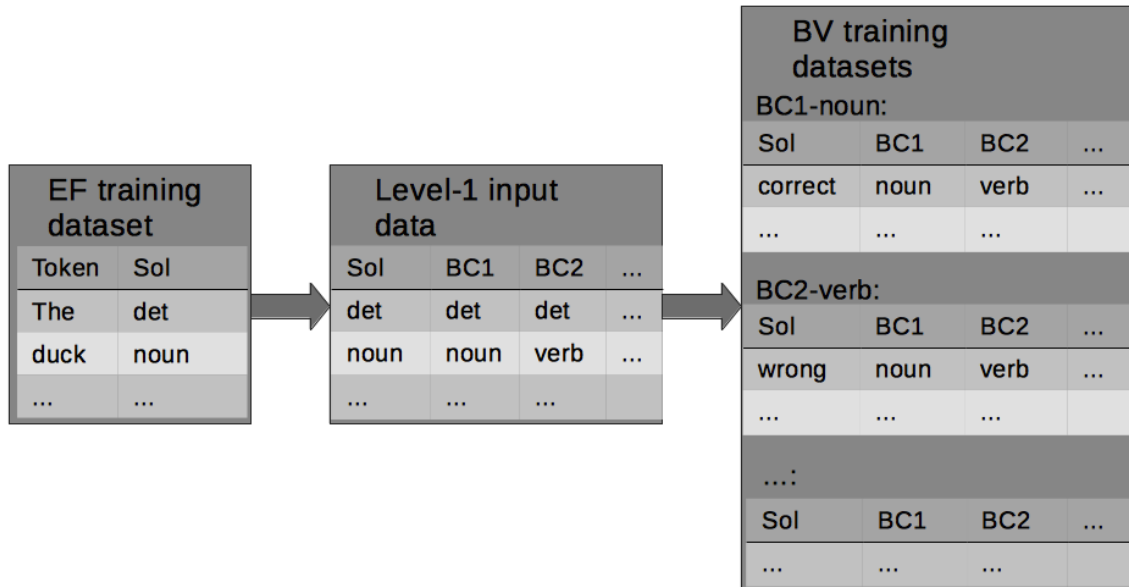 EF training
dataset
Token Sol
The det
duck noun
... ...
Level-1 input
data
Sol BC1 BC2 ...
det det det ...
noun noun verb ...
... ... ...
BV training
datasets
BC1-noun:
Sol BC1 BC2 ...
correct noun verb ...
... ... ...
BC2-verb:
Sol BC1 BC2 ...
wrong noun verb ...
... ... ...
...:
Sol BC1 BC2 ...
... ... ...